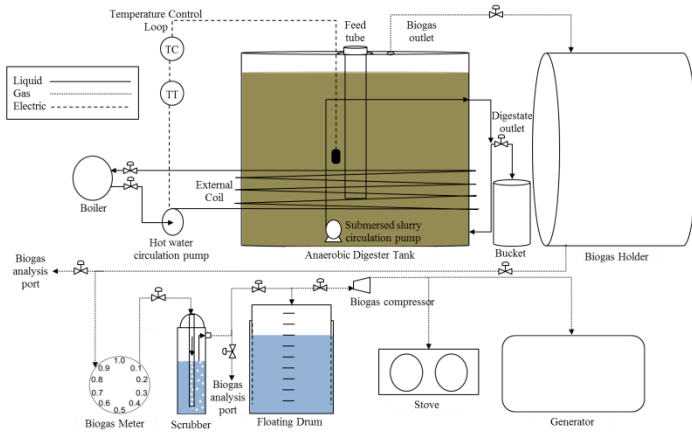 Temperature Control
Loop
Feed
tube
Biogas
outlet
TC
TT
Liquid
Gas
Electric
Digestate
outlet
External
Coil
Boiler
Hot water
circulation pump
Submersed slurry
circulation pump
Anaerobic Digester Tank
Bucket
Biogas Holder
Biogas
analysis
port
Biogas compressor
1.0
0.9
0.1
0.8
0.2
0.7
0.3
0.6
0.4
0.5
Biogas Meter
Scrubber
Biogas
analysis
port
Floating Drum
Stove
Generator